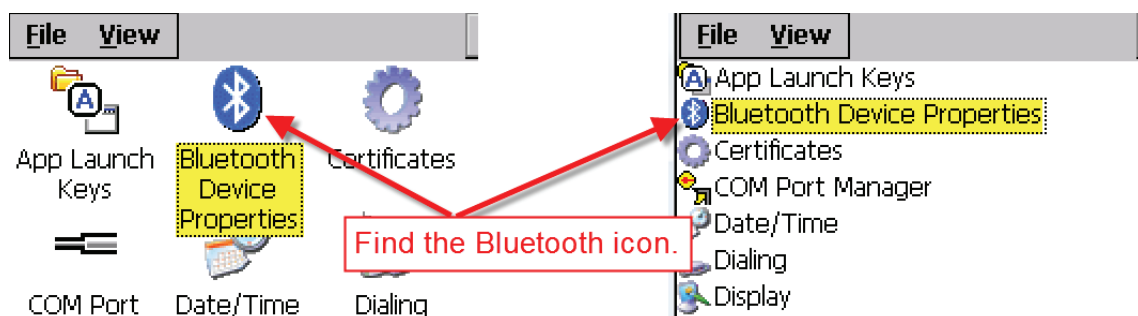 File View
App Launch Keys
Bluetooth Device Properties
Certificates
COM Port
Date/Time
Dialing
Find the Bluetooth icon.
File View
App Launch Keys
Bluetooth Device Properties
Certificates
COM Port Manager
Date/Time
Dialing
Display